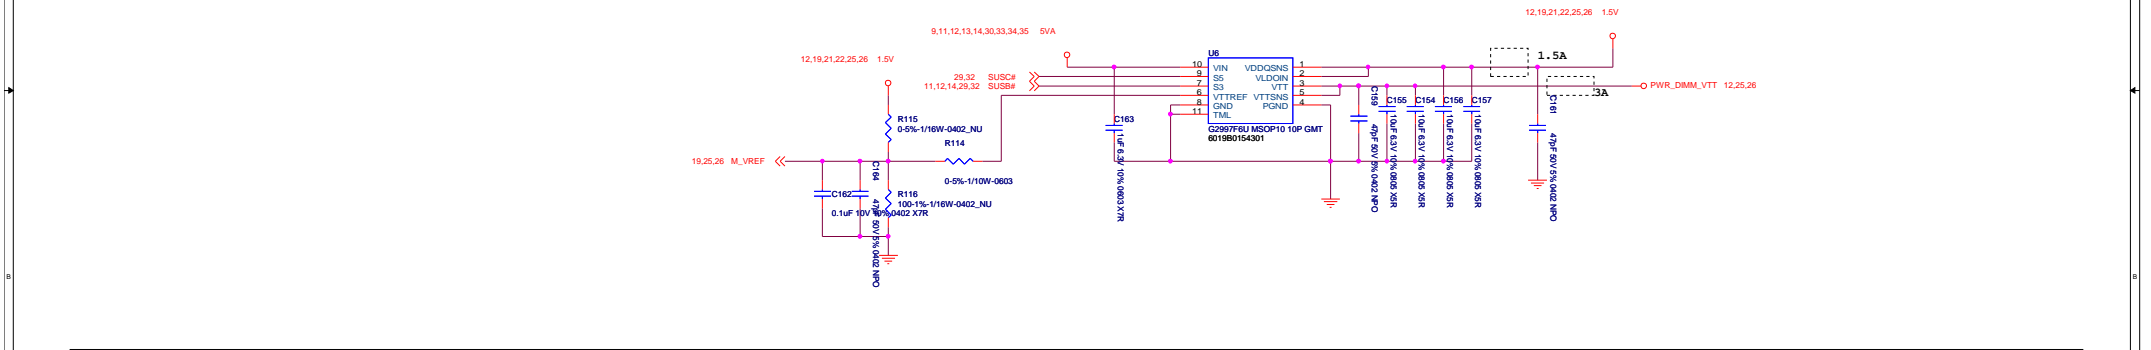 12,19,21,22,25,26 1.5V
9,11,12,13,14,30,33,34,35 5VA
12,19,21,22,25,26 1.5V
U6
1.5A
3A
29,32 SUSC#
11,12,14,29,32 SUSB#
10 VIN
9 S5
7 S3
6 VTTREF
8 GND
11 TML
VDDQSNS 1
VLDOIN 2
VTT 3
VTTSNS 5
PGND 4
G2997F6U MSOP10 10P GMT
6019B0154301
PWR_DIMM_VTT 12,25,26
R115
0-5%-1/16W-0402_NU
R114
0-5%-1/10W-0603
19,25,26 M_VREF
R116
100-1%-1/16W-0402_NU
C162
0.1uF 10V 10% 0402 X7R
C164
47pF 50V 5% 0402 NPO
C163
1uF 6.3V 10% 0603 X7R
C159
47pF 50V 5% 0402 NPO
C155
10uF 6.3V 10% 0805 X5R
C154
10uF 6.3V 10% 0805 X5R
C156
10uF 6.3V 10% 0805 X5R
C157
10uF 6.3V 10% 0805 X5R
C161
47pF 50V 5% 0402 NPO
B
B